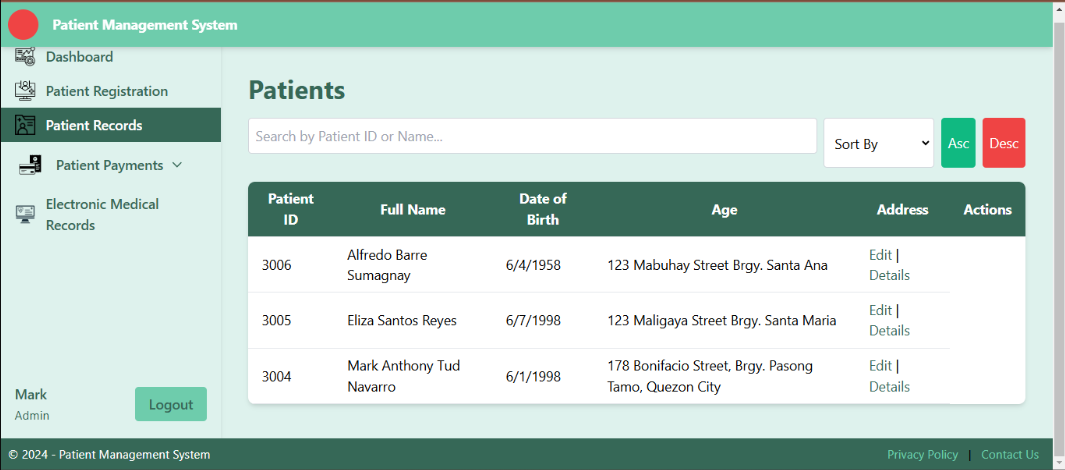 Patient Management System
Dashboard
Patient Registration
Patient Records
Patient Payments
Electronic Medical
Records
Mark
Admin
Logout
Patients
Search by Patient ID or Name...
Sort By
Asc
Desc
Patient
ID
Full Name
Date of
Birth
Age
Address
Actions
3006
Alfredo Barre
Sumagnay
6/4/1958
123 Mabuhay Street Brgy. Santa Ana
Edit |
Details
3005
Eliza Santos Reyes
6/7/1998
123 Maligaya Street Brgy. Santa Maria
Edit |
Details
3004
Mark Anthony Tud
Navarro
6/1/1998
178 Bonifacio Street, Brgy. Pasong
Tamo, Quezon City
Edit |
Details
© 2024 - Patient Management System
Privacy Policy | Contact Us